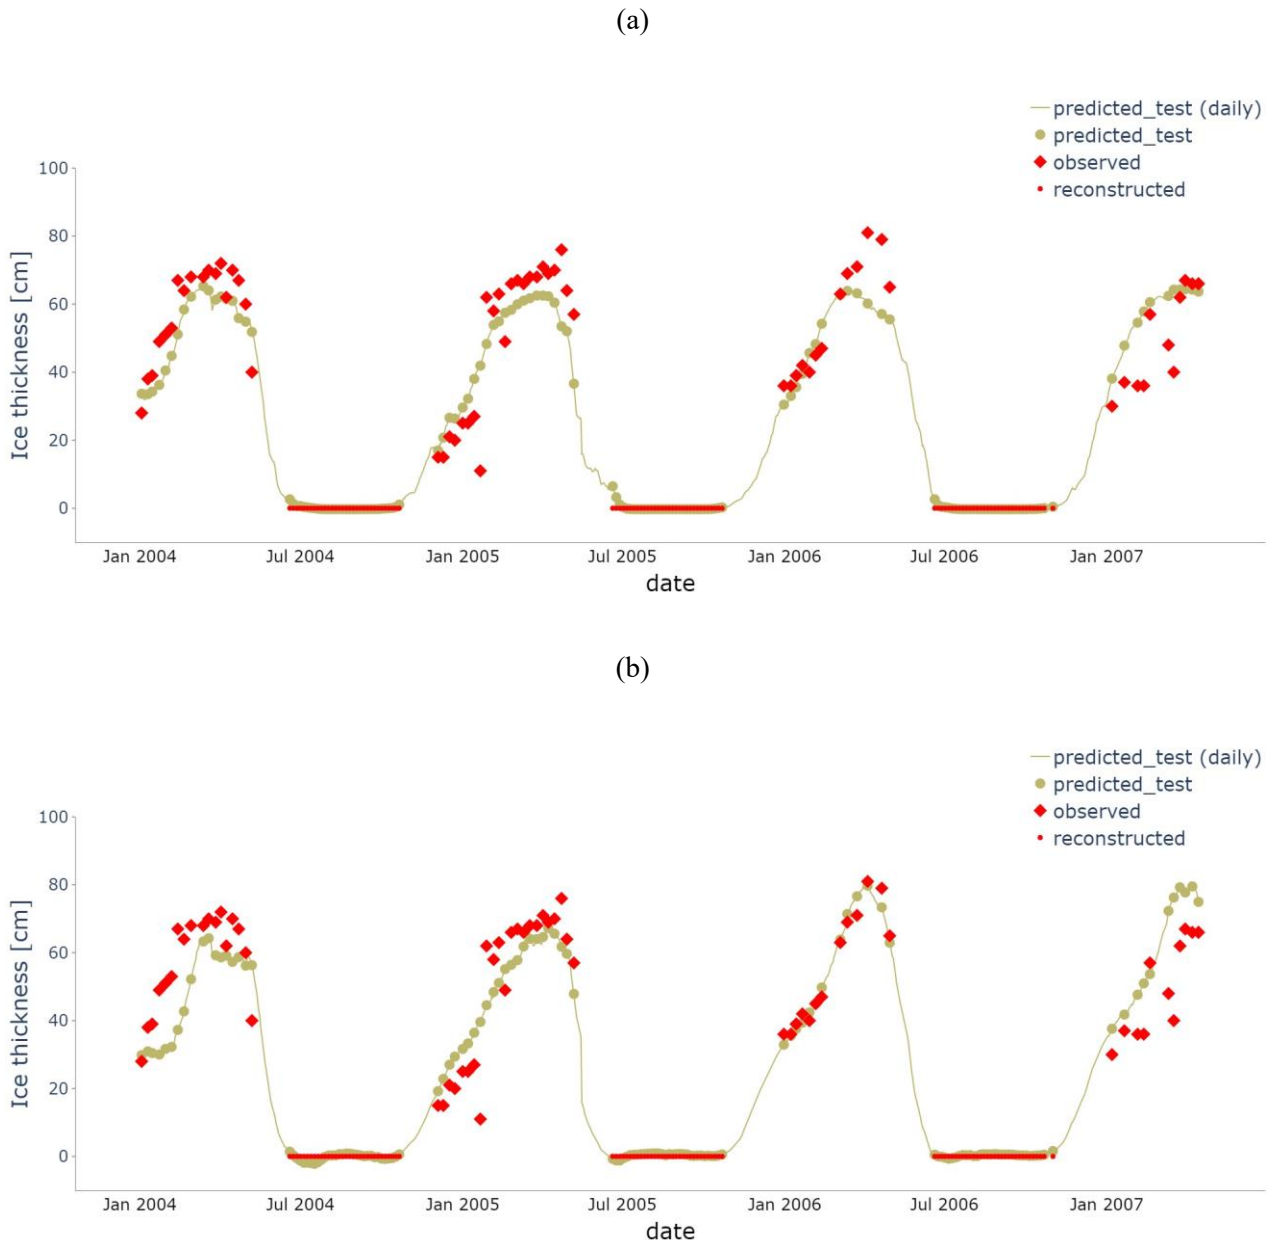 (a)
predicted_test (daily)
predicted_test
observed
reconstructed
100
80
60
40
20
0
Ice thickness [cm]
Jan 2004 Jul 2004 Jan 2005 Jul 2005 Jan 2006 Jul 2006 Jan 2007
date
(b)
predicted_test (daily)
predicted_test
observed
reconstructed
100
80
60
40
20
0
Ice thickness [cm]
Jan 2004 Jul 2004 Jan 2005 Jul 2005 Jan 2006 Jul 2006 Jan 2007
date